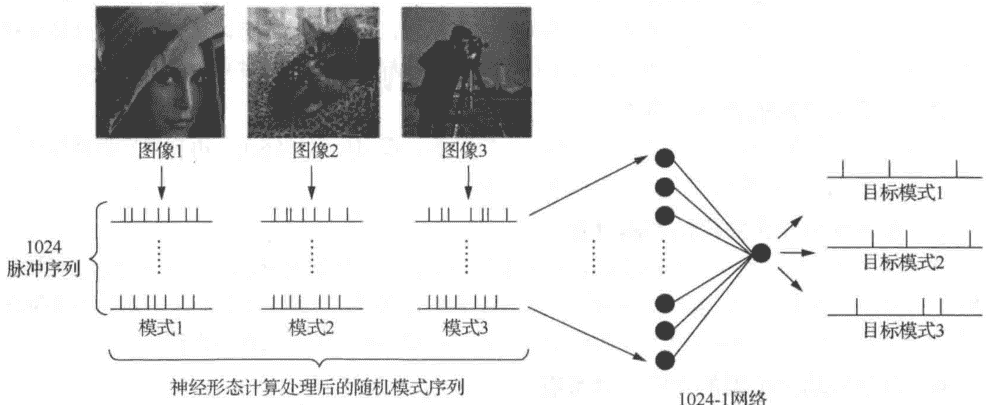 图像1
图像2
图像3
1024
脉冲序列
模式1
模式2
模式3
神经形态计算处理后的随机模式序列
1024-1网络
目标模式1
目标模式2
目标模式3